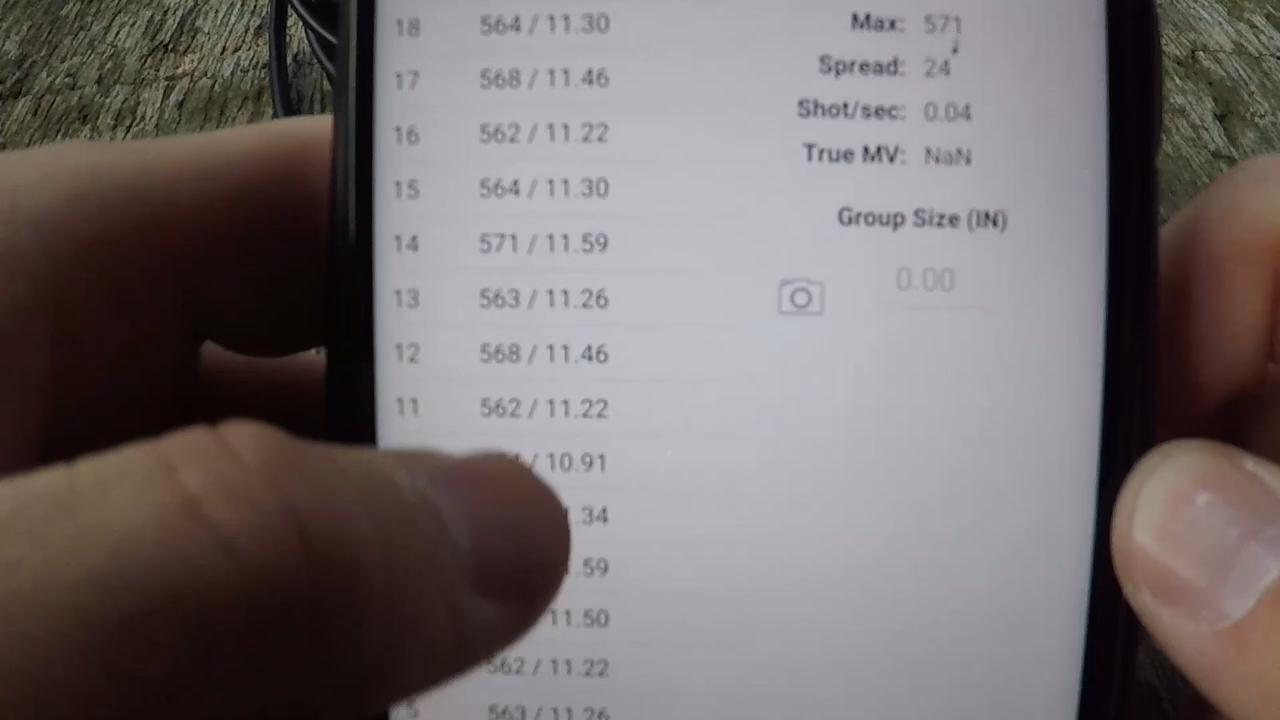 18 564 / 11.30
17 568 / 11.46
16 562 / 11.22
15 564 / 11.30
14 571 / 11.59
13 563 / 11.26
12 568 / 11.46
11 562 / 11.22
/ 10.91
.34
.59
11.50
562 / 11.22
5 563 / 11.26
Max: 571
Spread: 24
Shot/sec: 0.04
True MV: NaN
Group Size (IN)
0.00